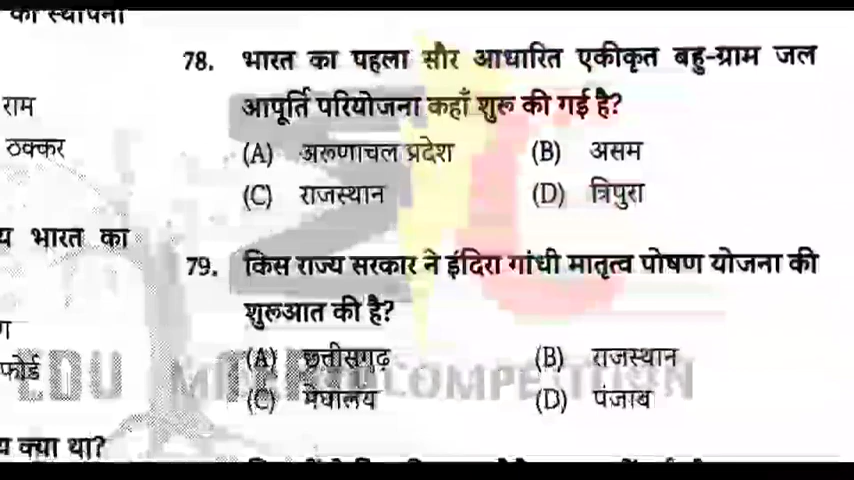 की स्थापना
राम
ठक्कर
य भारत का
ग
फोर्ड
य क्या था?
78. भारत का पहला सौर आधारित एकीकृत बहु-ग्राम जल
आपूर्ति परियोजना कहाँ शुरू की गई है?
(A) अरूणाचल प्रदेश (B) असम
(C) राजस्थान (D) त्रिपुरा
79. किस राज्य सरकार ने इंदिरा गांधी मातृत्व पोषण योजना की
शुरूआत की है?
(A) छत्तीसगढ़ (B) राजस्थान
(C) मेघालय (D) पंजाब
EDU